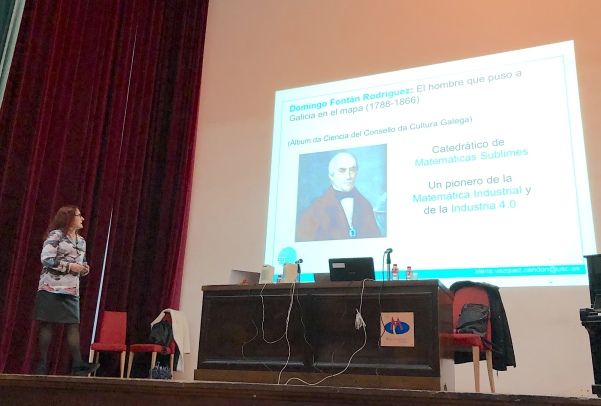 Domingo Fontán Rodríguez: El hombre que puso a
Galicia en el mapa (1788-1866)
(Álbum da Ciencia del Consello da Cultura Galega)
Catedrático de
Matemáticas Sublimes
Un pionero de la
Matemática Industrial y
de la Industria 4.0